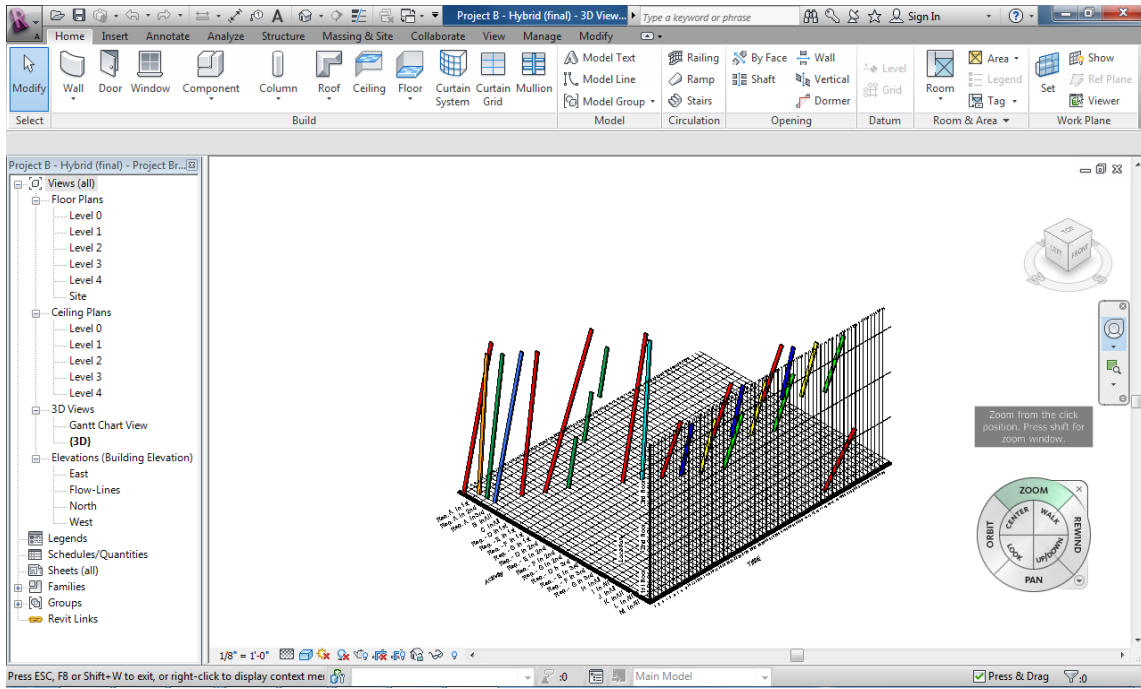 Project B - Hybrid (final) - 3D View...
Type a keyword or phrase
Sign In
Home Insert Annotate Analyze Structure Massing & Site Collaborate View Manage Modify
Modify
Wall
Door
Window
Component
Column
Roof
Ceiling
Floor
Curtain System
Curtain Grid
Mullion
Model Text
Model Line
Model Group
Railing
Ramp
Stairs
By Face
Shaft
Wall
Vertical
Dormer
Level
Grid
Room
Area
Legend
Tag
Set
Show
Ref Plane
Viewer
Select Build Model Circulation Opening Datum Room & Area Work Plane
Project B - Hybrid (final) - Project Br...
Views (all)
Floor Plans
Level 0
Level 1
Level 2
Level 3
Level 4
Site
Ceiling Plans
Level 0
Level 1
Level 2
Level 3
Level 4
3D Views
Gantt Chart View
{3D}
Elevations (Building Elevation)
East
Flow-Lines
North
West
Legends
Schedules/Quantities
Sheets (all)
Families
Groups
Revit Links
TOP
LEFT
FRONT
Zoom from the click
position. Press shift for
zoom window.
ZOOM
CENTER
WALK
ORBIT
REWIND
LOOK
UP/DOWN
PAN
Activity
Time
1/8" = 1'-0"
Press ESC, F8 or Shift+W to exit, or right-click to display context mei
:0
Main Model
Press & Drag
:0